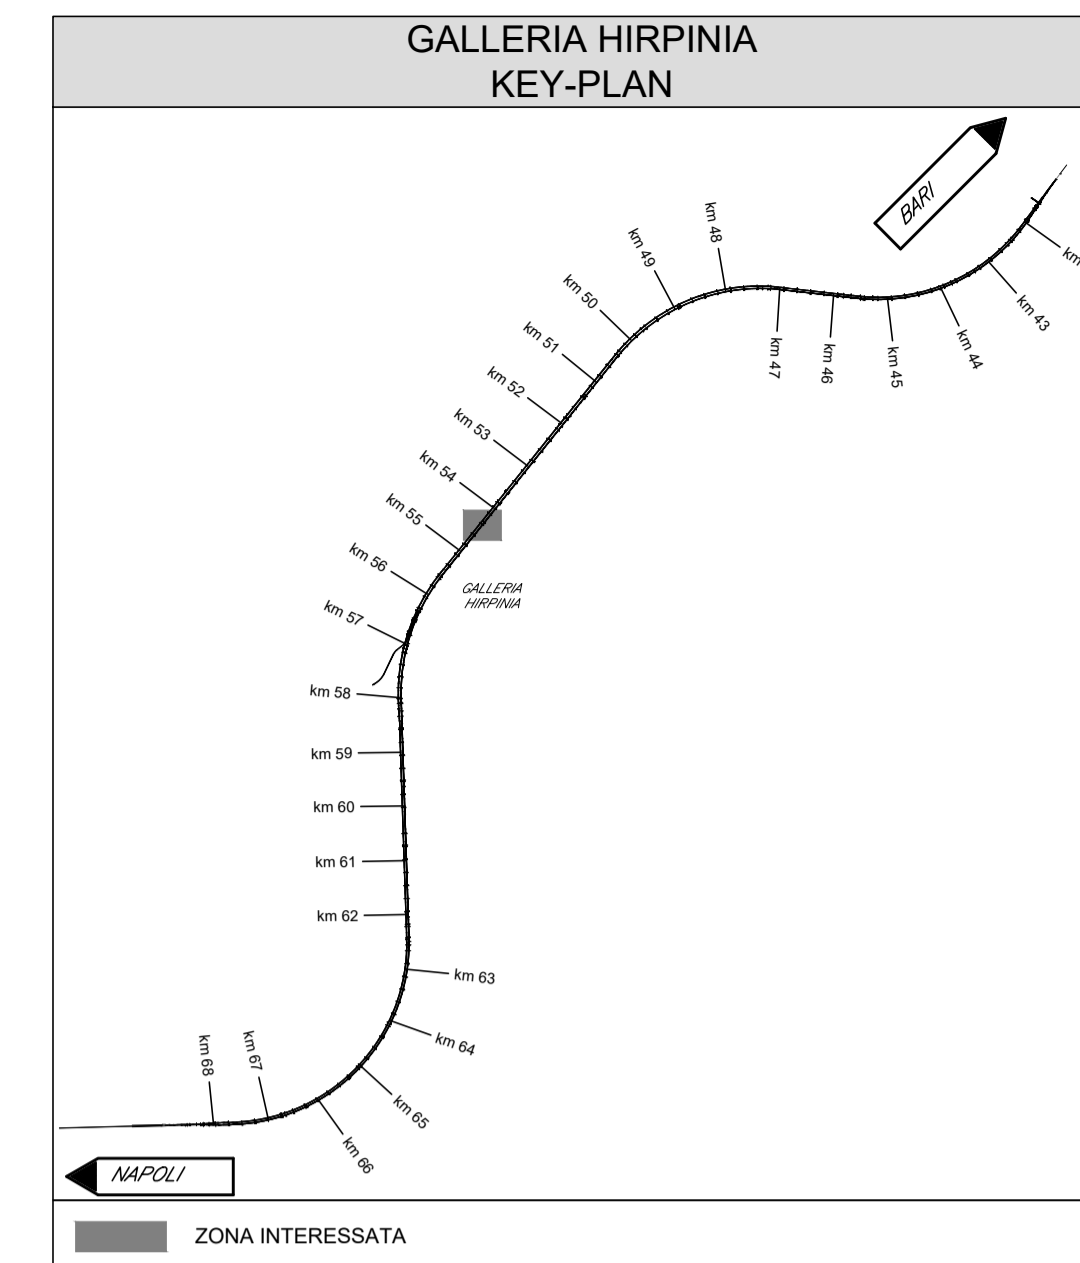 GALLERIA HIRPINIA
KEY-PLAN
BARI
km
km 43
km 44
km 45
km 46
km 47
km 48
km 49
km 50
km 51
km 52
km 53
km 54
km 55
km 56
km 57
GALLERIA
HIRPINIA
km 58
km 59
km 60
km 61
km 62
km 63
km 64
km 65
km 66
km 67
km 68
NAPOLI
ZONA INTERESSATA